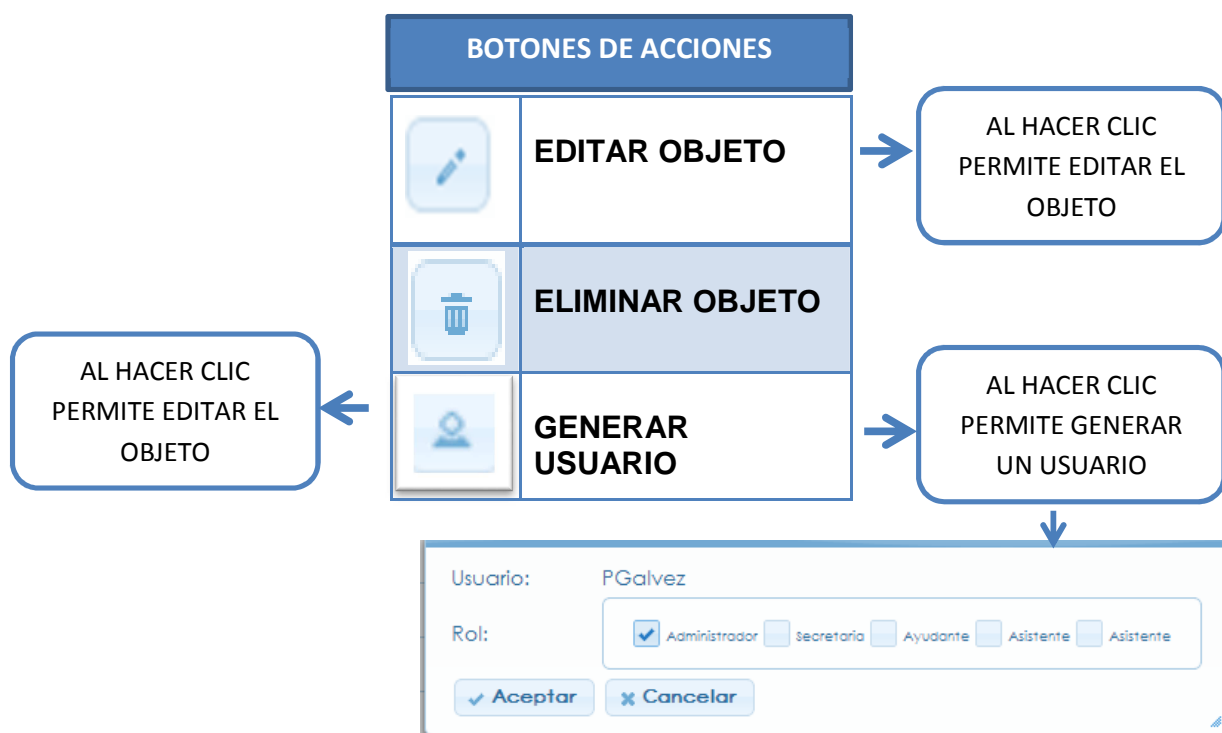 BOTONES DE ACCIONES
EDITAR OBJETO
AL HACER CLIC
PERMITE EDITAR EL
OBJETO
ELIMINAR OBJETO
AL HACER CLIC
PERMITE EDITAR EL
OBJETO
GENERAR
USUARIO
AL HACER CLIC
PERMITE GENERAR
UN USUARIO
Usuario: PGalvez
Rol: Administrador Secretaria Ayudante Asistente Asistente
Aceptar Cancelar